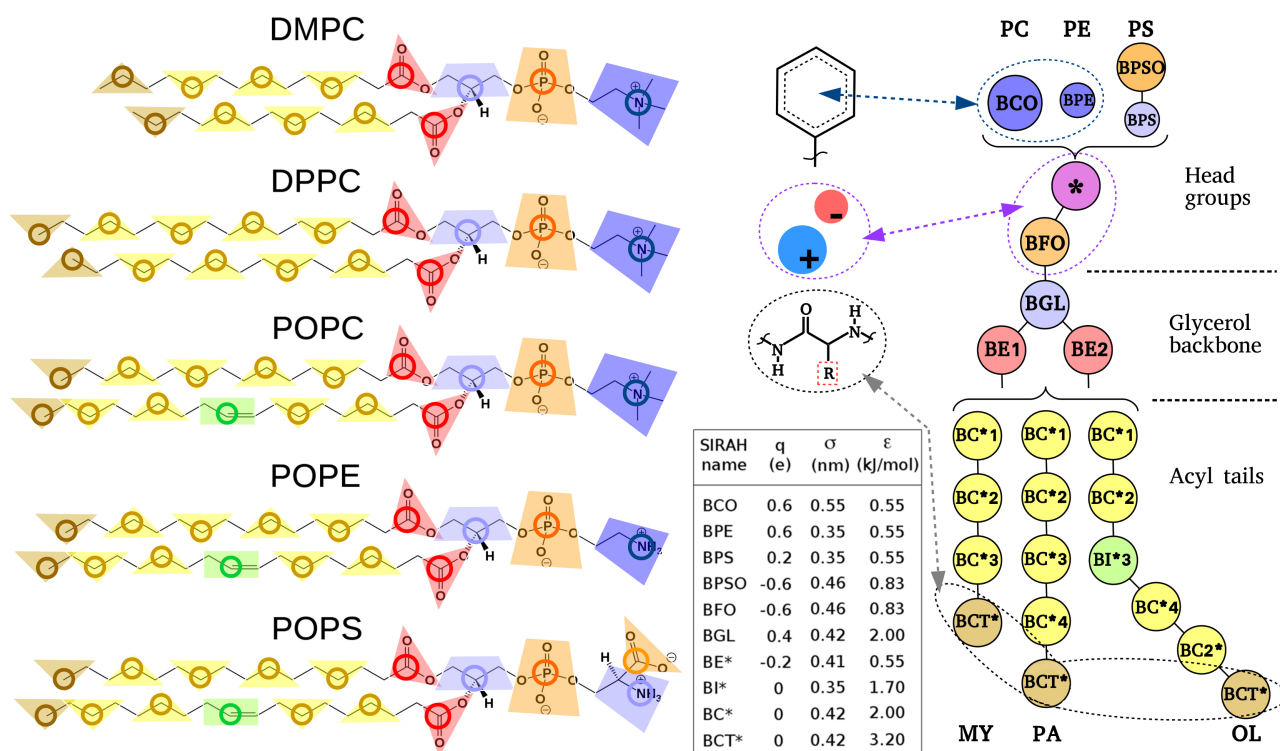 DMPC
O
O
O
P
O
O
⊖
⊕
N
O
O
H
DPPC
O
O
O
P
O
O
⊖
⊕
N
O
O
H
POPC
O
O
O
P
O
O
⊖
⊕
N
O
O
H
POPE
O
O
O
P
O
O
⊖
⊕
NH3
O
O
H
POPS
O
O
O
P
O
O
⊖
H
O
O
⊖
⊕
NH3
O
O
H
PC PE PS
BPSO
BCO BPE
BPS
*
BFO
Head
groups
-
+
BGL
BE1 BE2
Glycerol
backbone
O
H
N
N
H
R
BC*1 BC*1 BC*1
BC*2 BC*2 BC*2
BC*3 BC*3 BI*3
BCT* BC*4 BC*4
BC2*
BCT* BCT*
Acyl tails
MY PA OL
SIRAH name q (e) σ (nm) ε (kJ/mol)
BCO 0.6 0.55 0.55
BPE 0.6 0.35 0.55
BPS 0.2 0.35 0.55
BPSO -0.6 0.46 0.83
BFO -0.6 0.46 0.83
BGL 0.4 0.42 2.00
BE* -0.2 0.41 0.55
BI* 0 0.35 1.70
BC* 0 0.42 2.00
BCT* 0 0.42 3.20